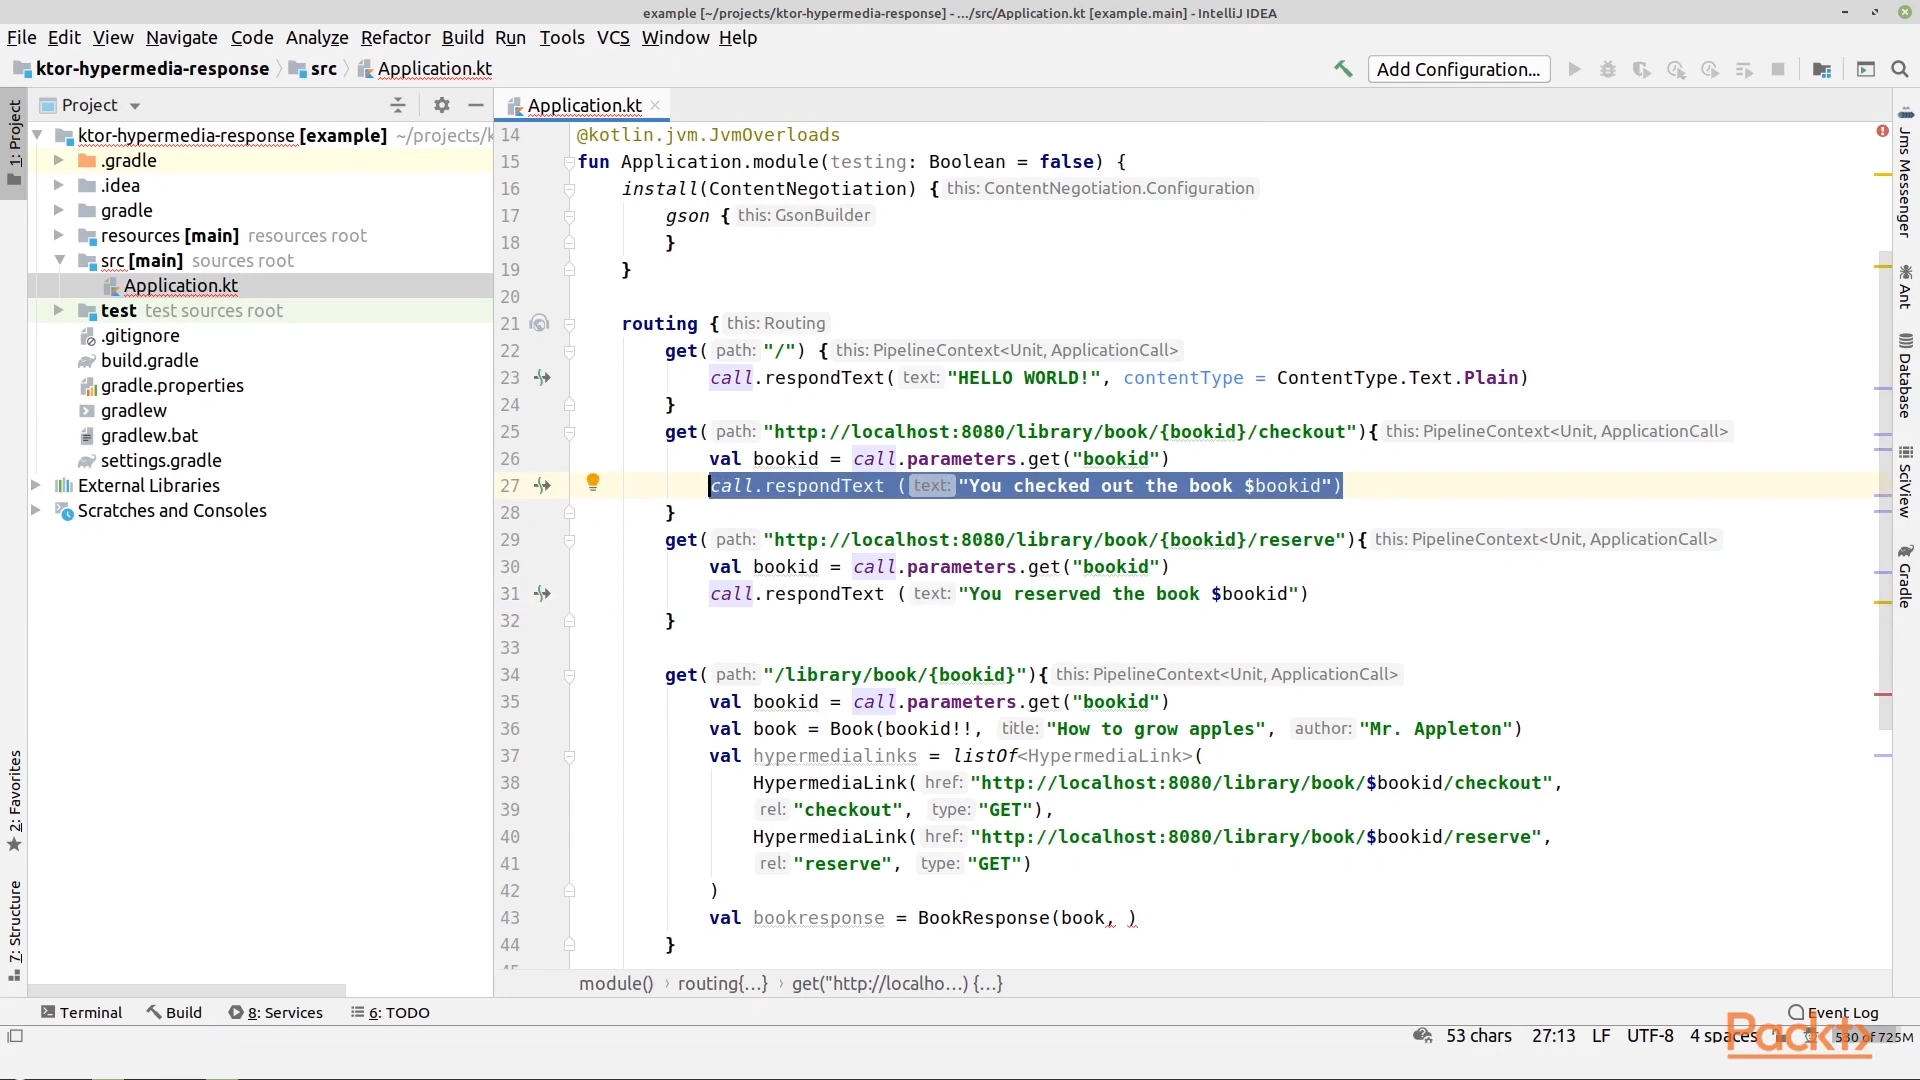 example [~/projects/ktor-hypermedia-response] - .../src/Application.kt [example.main] - IntelliJ IDEA
File Edit View Navigate Code Analyze Refactor Build Run Tools VCS Window Help
ktor-hypermedia-response src Application.kt Add Configuration...
Project
Application.kt
1: Project
2: Favorites
7: Structure
ktor-hypermedia-response [example] ~/projects/k
.gradle
.idea
gradle
resources [main] resources root
src [main] sources root
Application.kt
test test sources root
.gitignore
build.gradle
gradle.properties
gradlew
gradlew.bat
settings.gradle
External Libraries
Scratches and Consoles
14 @kotlin.jvm.JvmOverloads
15 fun Application.module(testing: Boolean = false) {
16 install(ContentNegotiation) { this: ContentNegotiation.Configuration
17 gson { this: GsonBuilder
18 }
19 }
20
21 routing { this: Routing
22 get( path: "/") { this: PipelineContext<Unit, ApplicationCall>
23 call.respondText( text: "HELLO WORLD!", contentType = ContentType.Text.Plain)
24 }
25 get( path: "http://localhost:8080/library/book/{bookid}/checkout"){ this: PipelineContext<Unit, ApplicationCall>
26 val bookid = call.parameters.get("bookid")
27 call.respondText ( text: "You checked out the book $bookid")
28 }
29 get( path: "http://localhost:8080/library/book/{bookid}/reserve"){ this: PipelineContext<Unit, ApplicationCall>
30 val bookid = call.parameters.get("bookid")
31 call.respondText ( text: "You reserved the book $bookid")
32 }
33
34 get( path: "/library/book/{bookid}"){ this: PipelineContext<Unit, ApplicationCall>
35 val bookid = call.parameters.get("bookid")
36 val book = Book(bookid!!, title: "How to grow apples", author: "Mr. Appleton")
37 val hypermedialinks = listOf<HypermediaLink>(
38 HypermediaLink( href: "http://localhost:8080/library/book/$bookid/checkout",
39 rel: "checkout", type: "GET"),
40 HypermediaLink( href: "http://localhost:8080/library/book/$bookid/reserve",
41 rel: "reserve", type: "GET")
42 )
43 val bookresponse = BookResponse(book, )
44 }
Jms Messenger
Ant
Database
SciView
Gradle
module() › routing{...} › get("http://localho...) {...}
Terminal Build 8: Services 6: TODO Event Log
53 chars 27:13 LF UTF-8 4 spaces 530 of 725M
Packt>